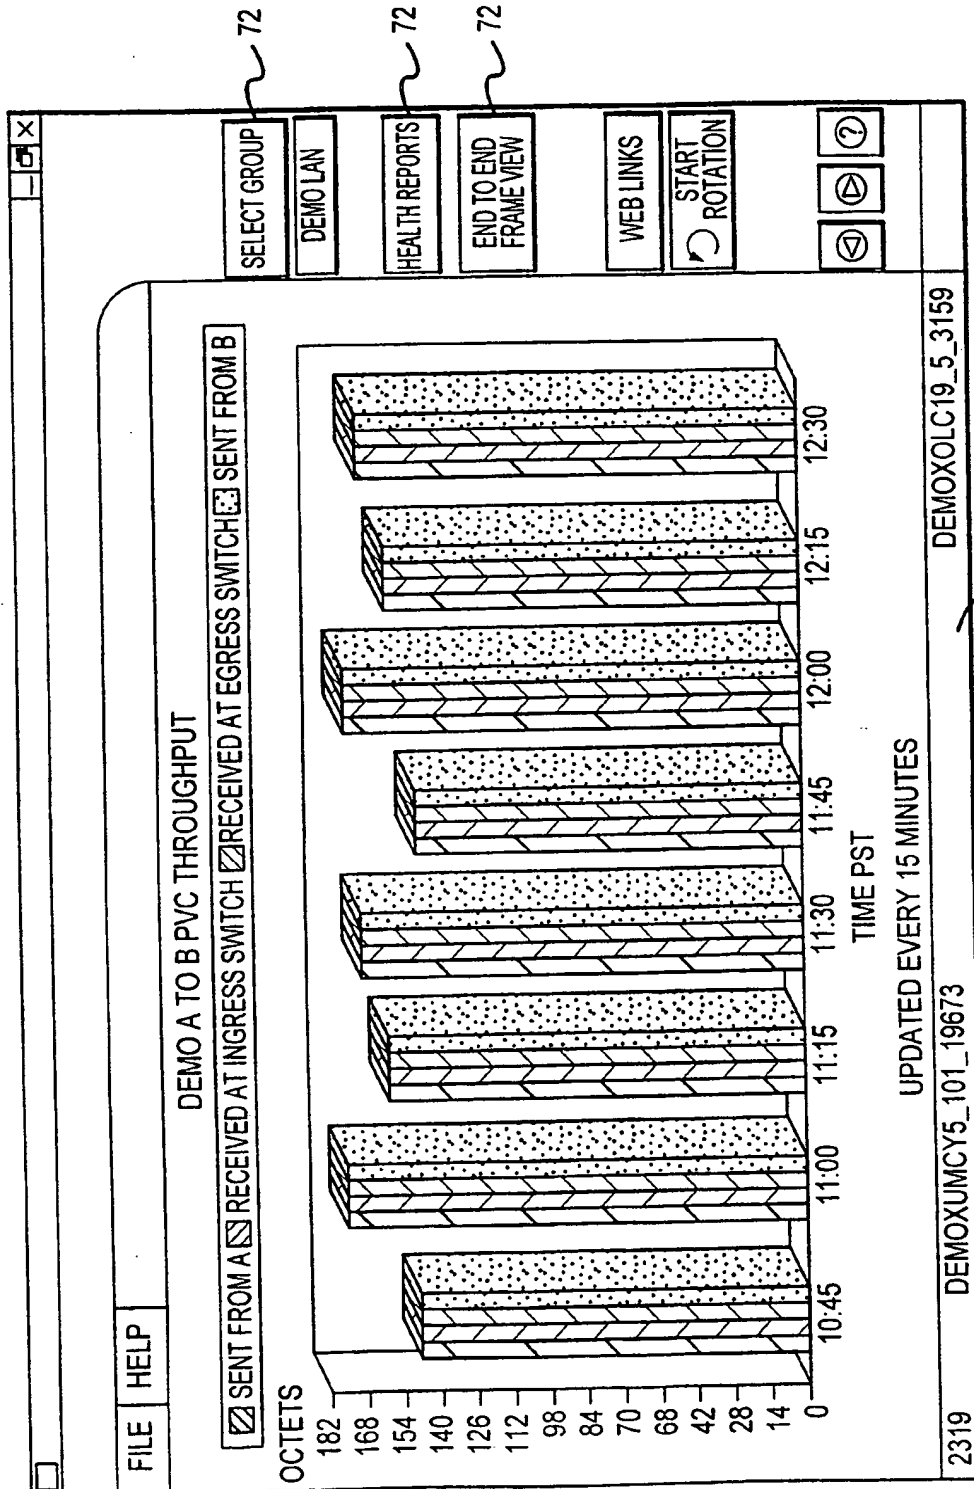 FILE HELP
DEMO A TO B PVC THROUGHPUT
SENT FROM A RECEIVED AT INGRESS SWITCH RECEIVED AT EGRESS SWITCH SENT FROM B
OCTETS
182
168
154
140
126
112
98
84
70
68
42
28
14
0
10:45 11:00 11:15 11:30 11:45 12:00 12:15 12:30
TIME PST
UPDATED EVERY 15 MINUTES
2319 DEMOXUMCY5_101_19673 DEMOXOLC19_5_3159
SELECT GROUP
72
DEMO LAN
HEALTH REPORTS
72
END TO END
FRAME VIEW
72
WEB LINKS
START
ROTATION
?